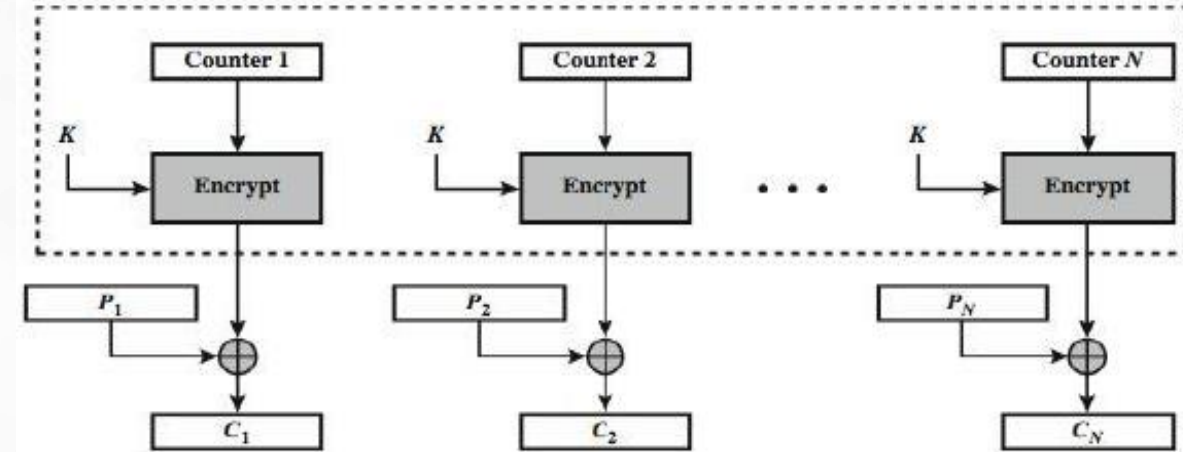 Counter 1 Counter 2 Counter N
K K K
Encrypt Encrypt . . . Encrypt
P1 P2 PN
C1 C2 CN